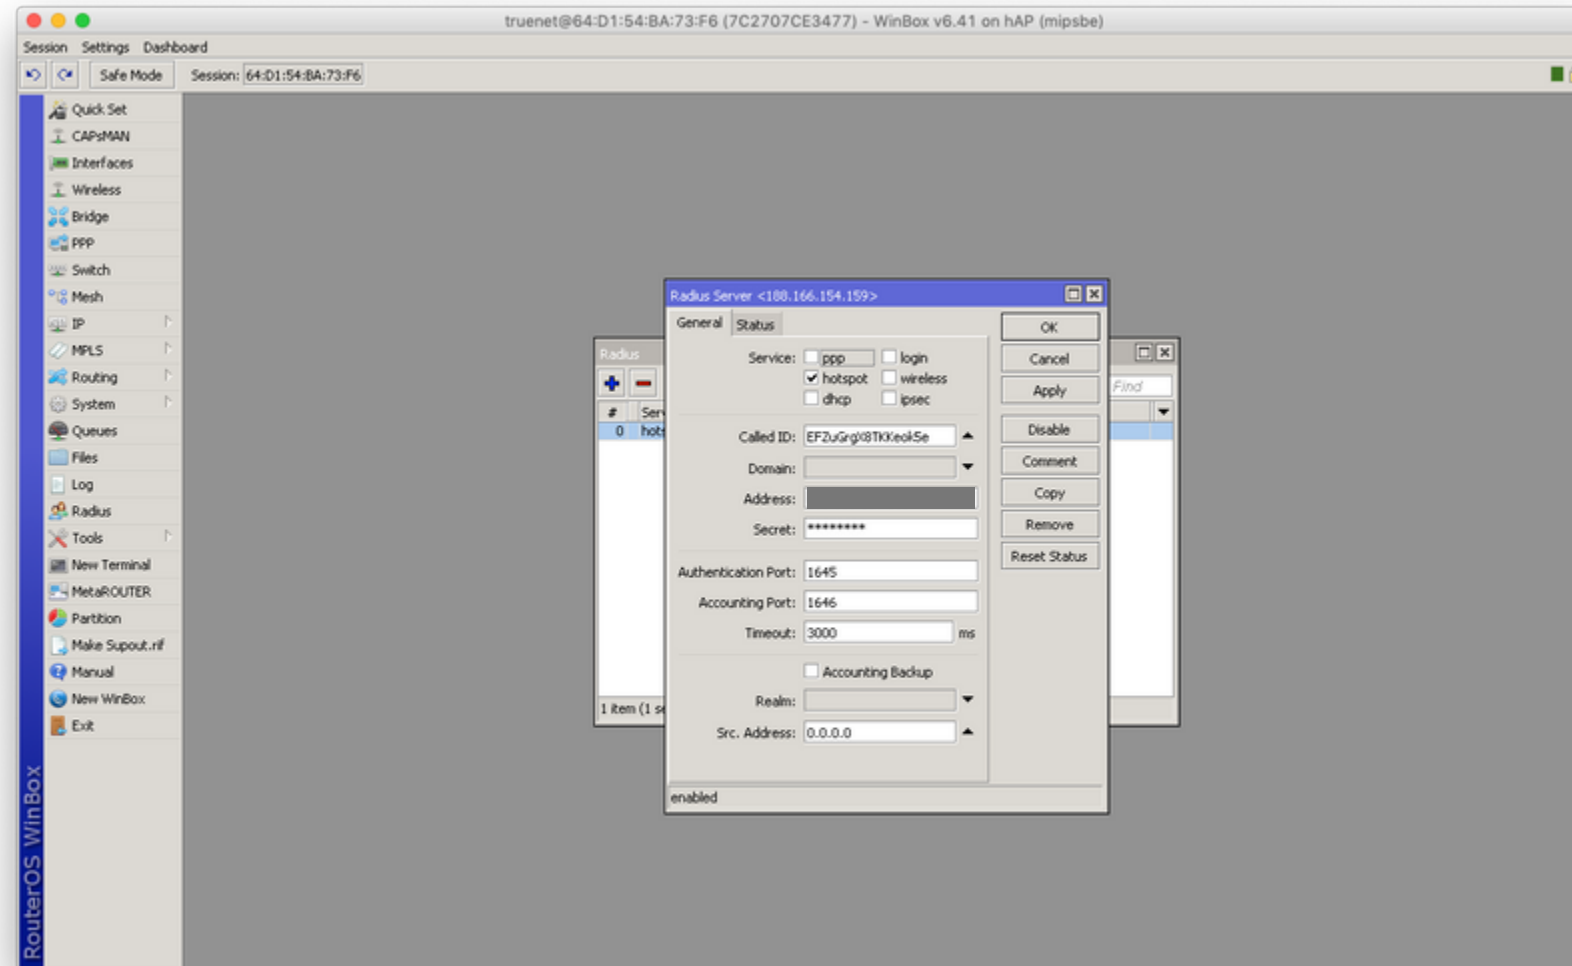 truenet@64:D1:54:BA:73:F6 (7C2707CE3477) - WinBox v6.41 on hAP (mipsbe)
Session Settings Dashboard
Safe Mode Session: 64:D1:54:BA:73:F6
Quick Set
CAPsMAN
Interfaces
Wireless
Bridge
PPP
Switch
Mesh
IP
MPLS
Routing
System
Queues
Files
Log
Radius
Tools
New Terminal
MetaROUTER
Partition
Make Supout.rif
Manual
New WinBox
Exit
RouterOS WinBox
Radius
Find
# Serv
0 hots
1 item (1 se
Radius Server <188.166.154.159>
General Status
Service: ppp login
hotspot wireless
dhcp ipsec
Called ID: EFZuGrgX8TKKeokSe
Domain:
Address:
Secret: ********
Authentication Port: 1645
Accounting Port: 1646
Timeout: 3000 ms
Accounting Backup
Realm:
Src. Address: 0.0.0.0
enabled
OK
Cancel
Apply
Disable
Comment
Copy
Remove
Reset Status